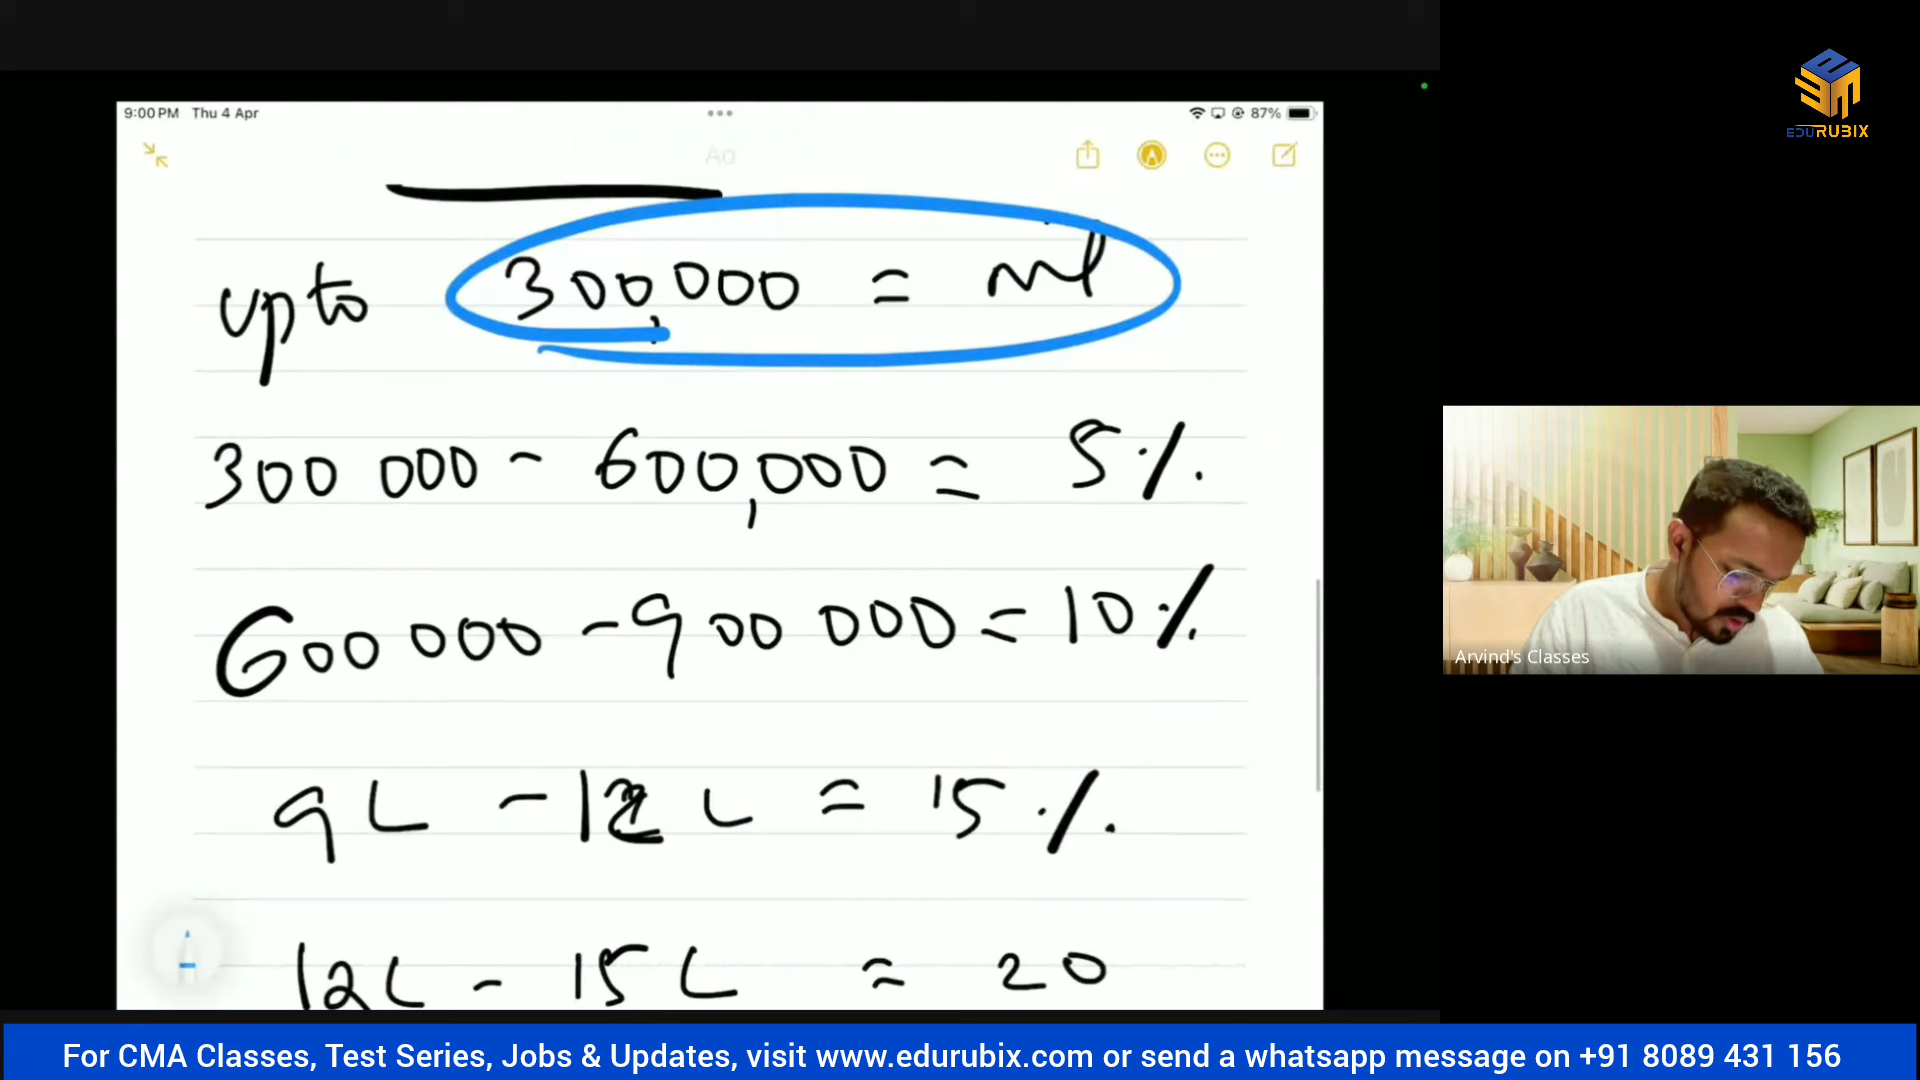 EDURUBIX
9:00 PM Thu 4 Apr
87%
Aa
upto 300,000 = nil
300 000 - 600,000 = 5%.
600 000 - 900 000 = 10%.
9L - 12 L = 15%.
12L - 15L = 20
Arvind's Classes
For CMA Classes, Test Series, Jobs & Updates, visit www.edurubix.com or send a whatsapp message on +91 8089 431 156